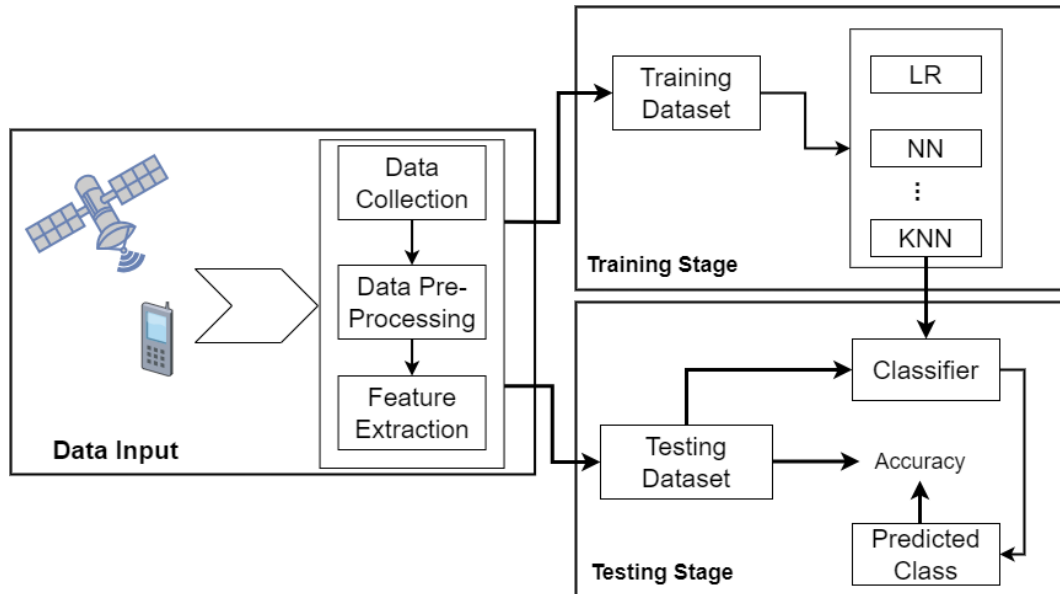 Data
Collection
Data Pre-
Processing
Feature
Extraction
Data Input
Training
Dataset
LR
NN
⋮
KNN
Training Stage
Classifier
Testing
Dataset
Accuracy
Predicted
Class
Testing Stage